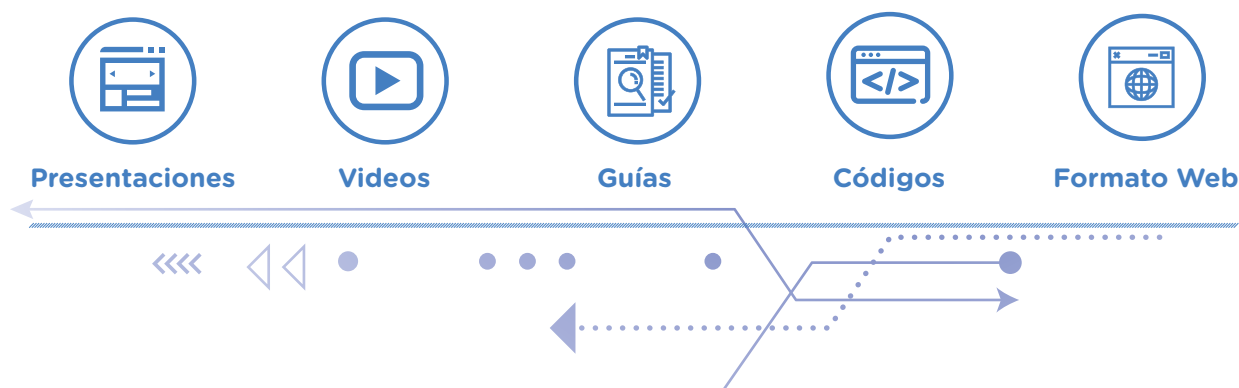 Presentaciones
Videos
Guías
Códigos
Formato Web